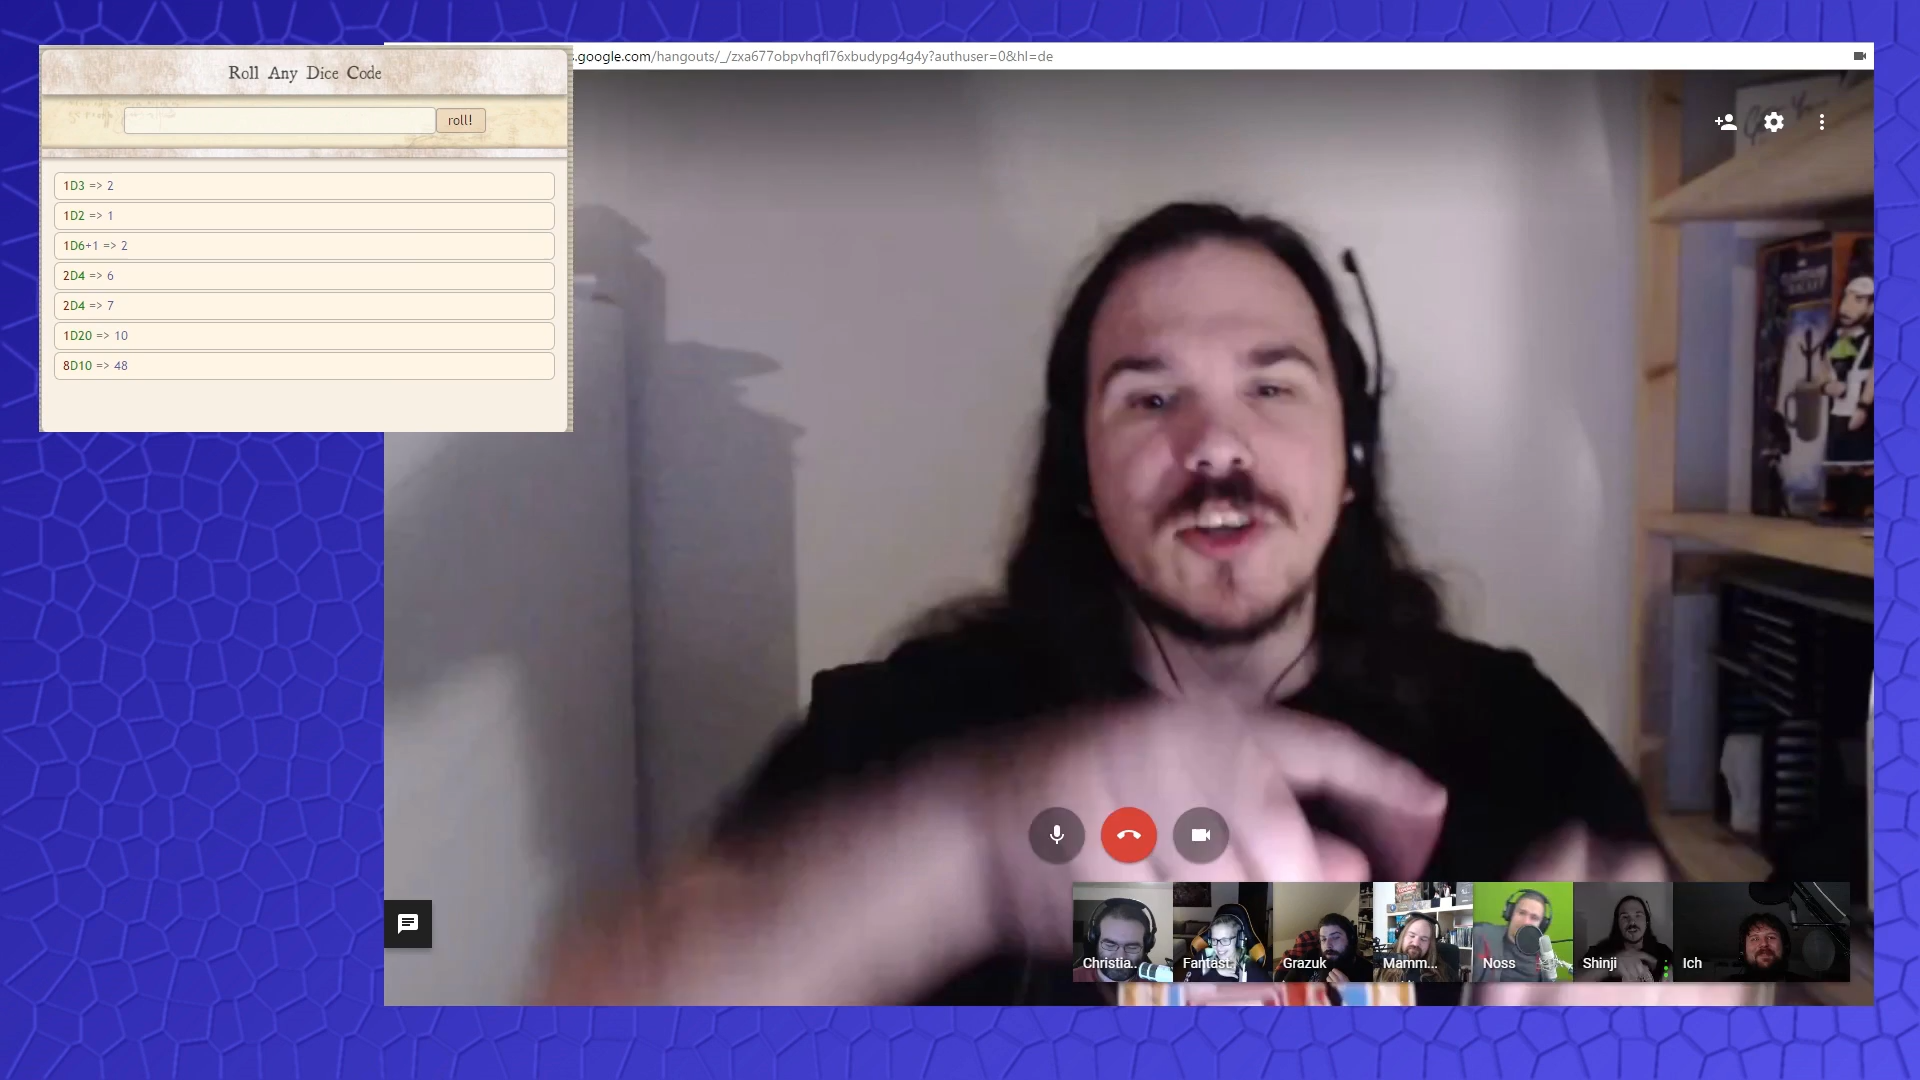 Roll Any Dice Code
roll!
1D3 => 2
1D2 => 1
1D6+1 => 2
2D4 => 6
2D4 => 7
1D20 => 10
8D10 => 48
s.google.com/hangouts/_/zxa677obpvhqfl76xbudypg4g4y?authuser=0&hl=de
Christia...
Fantast...
Grazuk
Mamm...
Noss
Shinji
Ich